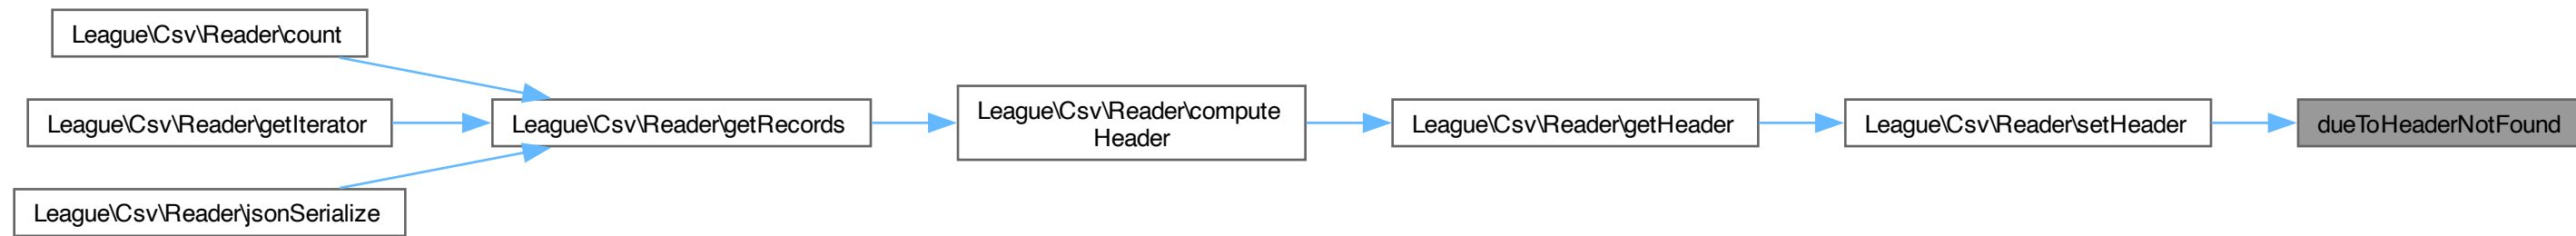 League\Csv\Reader\count
League\Csv\Reader\getIterator
League\Csv\Reader\jsonSerialize
League\Csv\Reader\getRecords
League\Csv\Reader\compute
Header
League\Csv\Reader\getHeader
League\Csv\Reader\setHeader
dueToHeaderNotFound